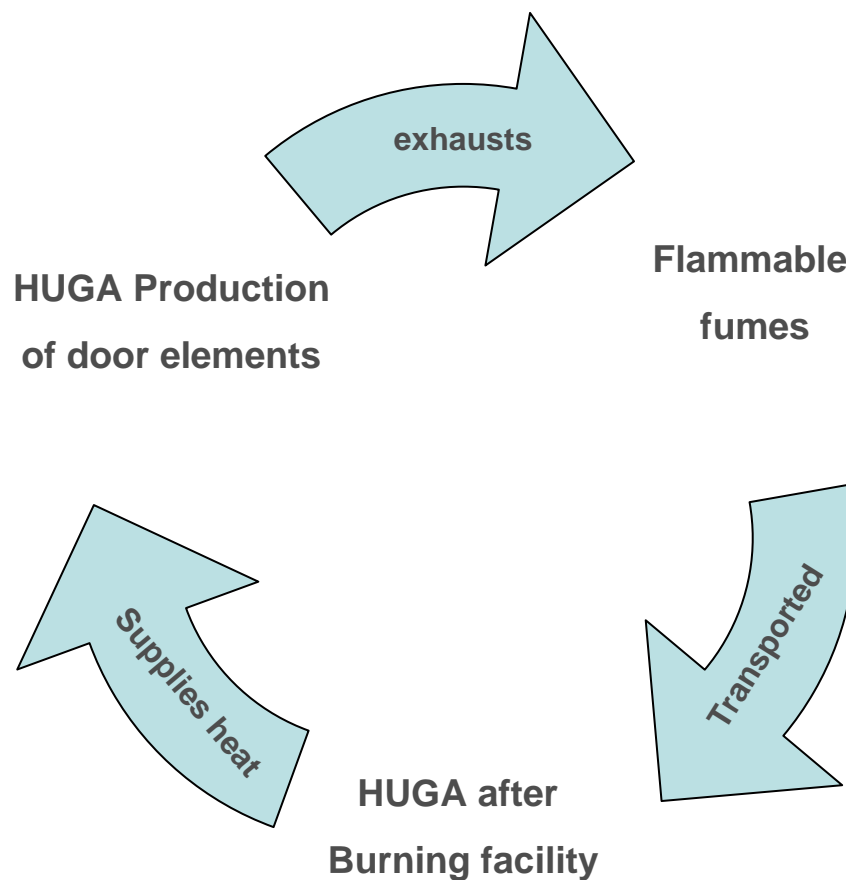 exhausts
Flammable
fumes
HUGA Production
of door elements
Transported
Supplies heat
HUGA after
Burning facility